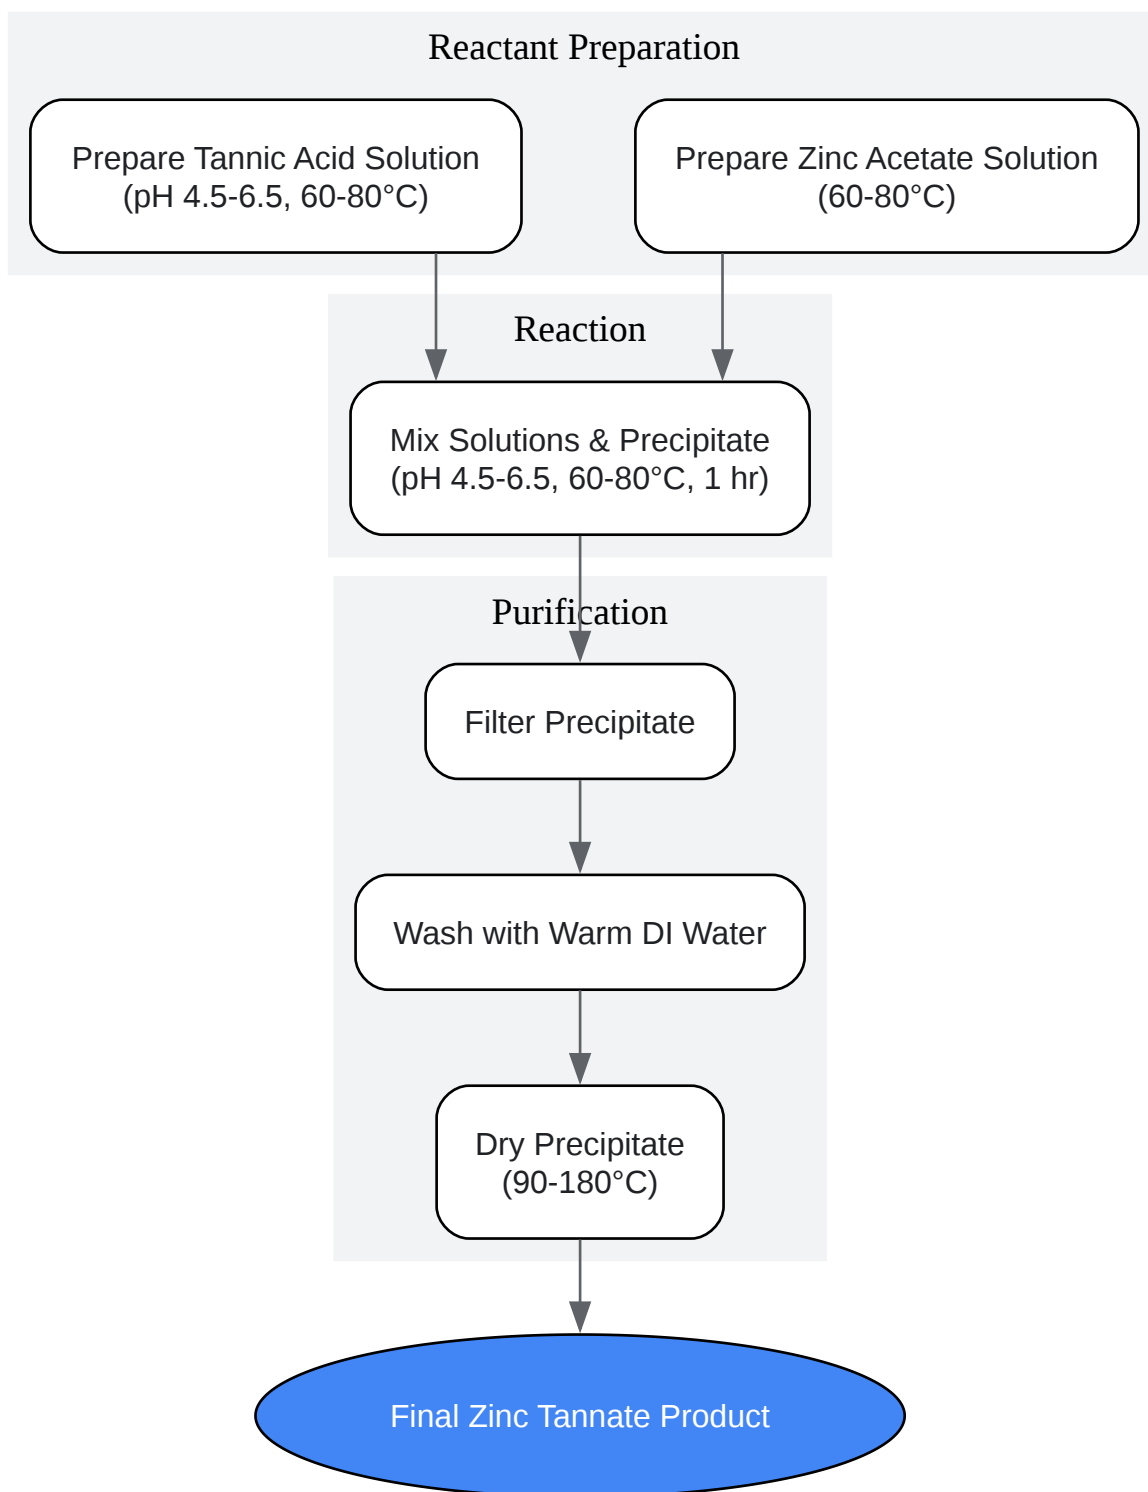 Reactant Preparation
Prepare Tannic Acid Solution
(pH 4.5-6.5, 60-80°C)
Prepare Zinc Acetate Solution
(60-80°C)
Reaction
Mix Solutions & Precipitate
(pH 4.5-6.5, 60-80°C, 1 hr)
Purification
Filter Precipitate
Wash with Warm DI Water
Dry Precipitate
(90-180°C)
Final Zinc Tannate Product